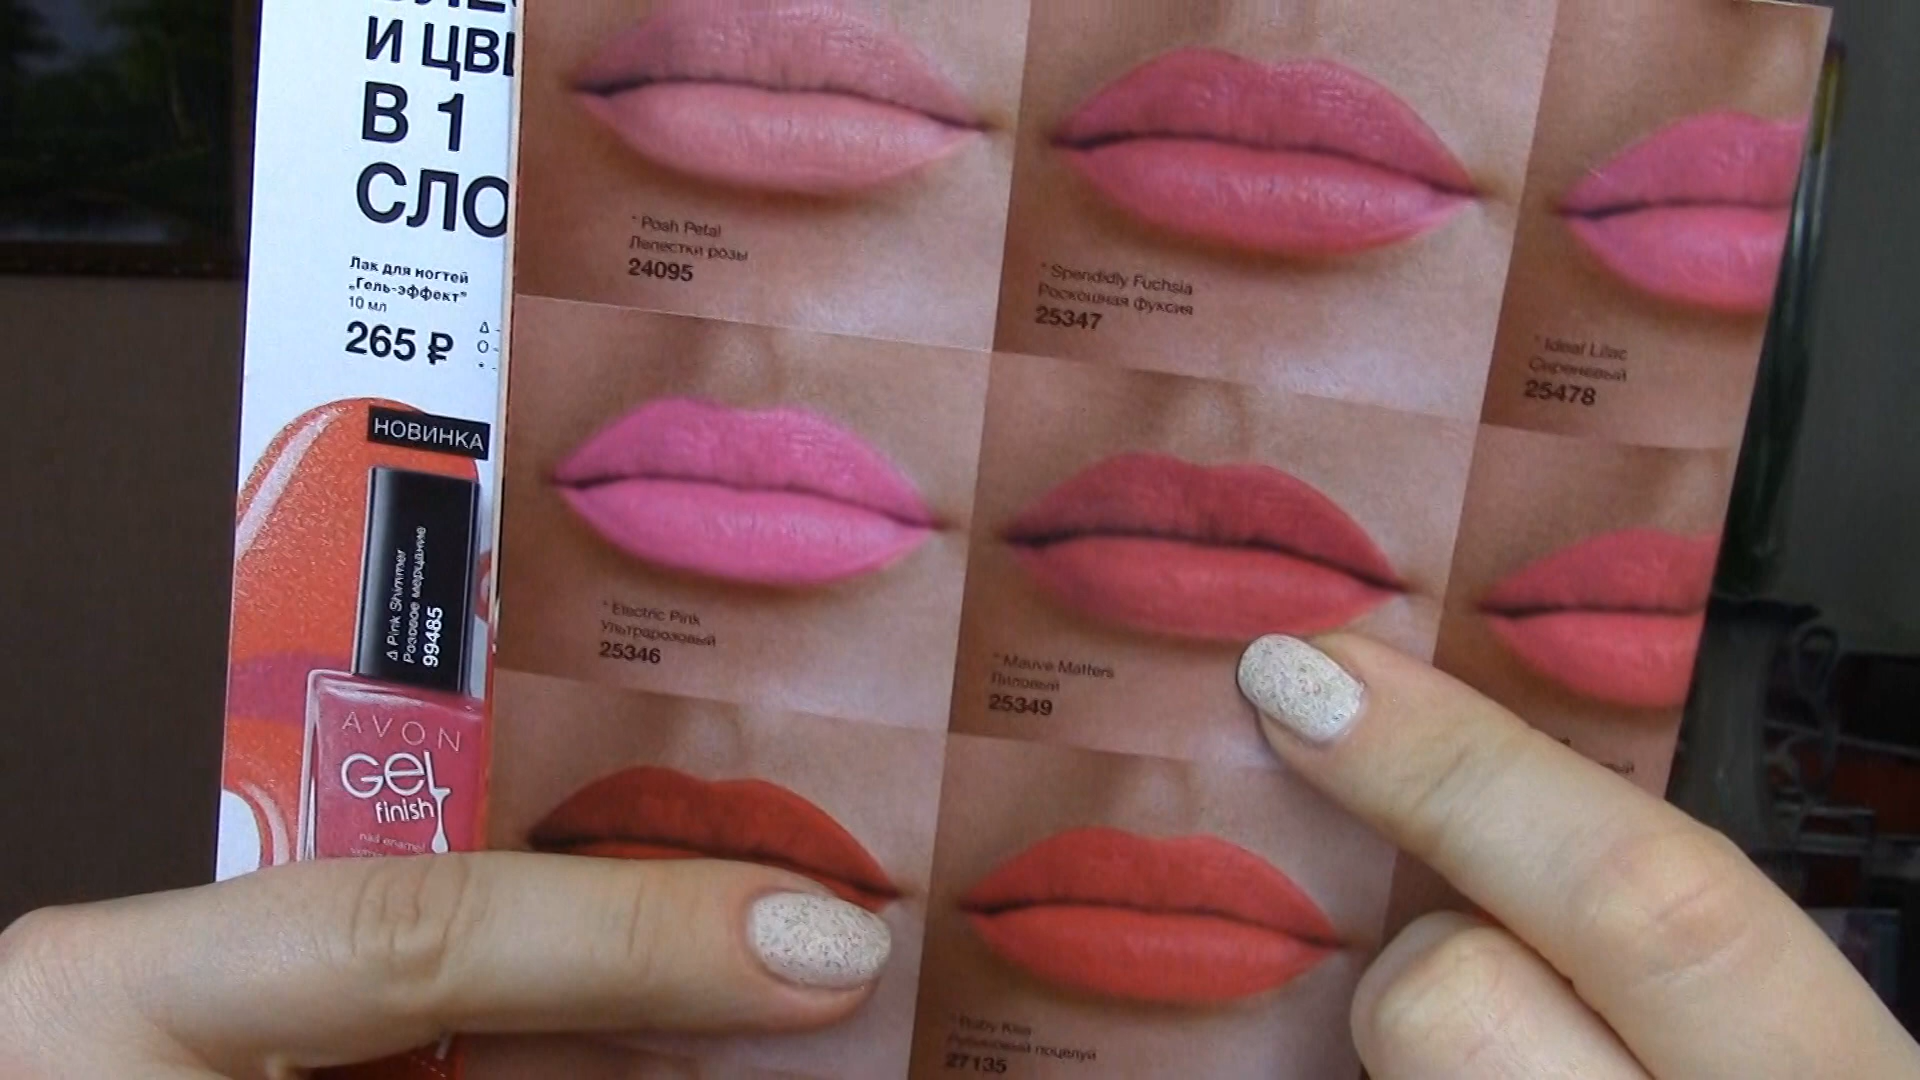 И ЦВЕ
В 1
СЛО
Лак для ногтей
„Гель-эффект"
10 мл
265 ₽
Δ -
О -
* -
НОВИНКА
Δ Pink Shimmer
Розовое мерцание
99485
AVON
Gel
finish
nail enamel
* Posh Petal
Лепестки розы
24095
* Spendidly Fuchsia
Роскошная фуксия
25347
* Ideal Lilac
Сиреневый
25478
* Electric Pink
Ультрарозовый
25346
* Mauve Matters
Лиловый
25349
* Ruby Kiss
Рубиновый поцелуй
27135